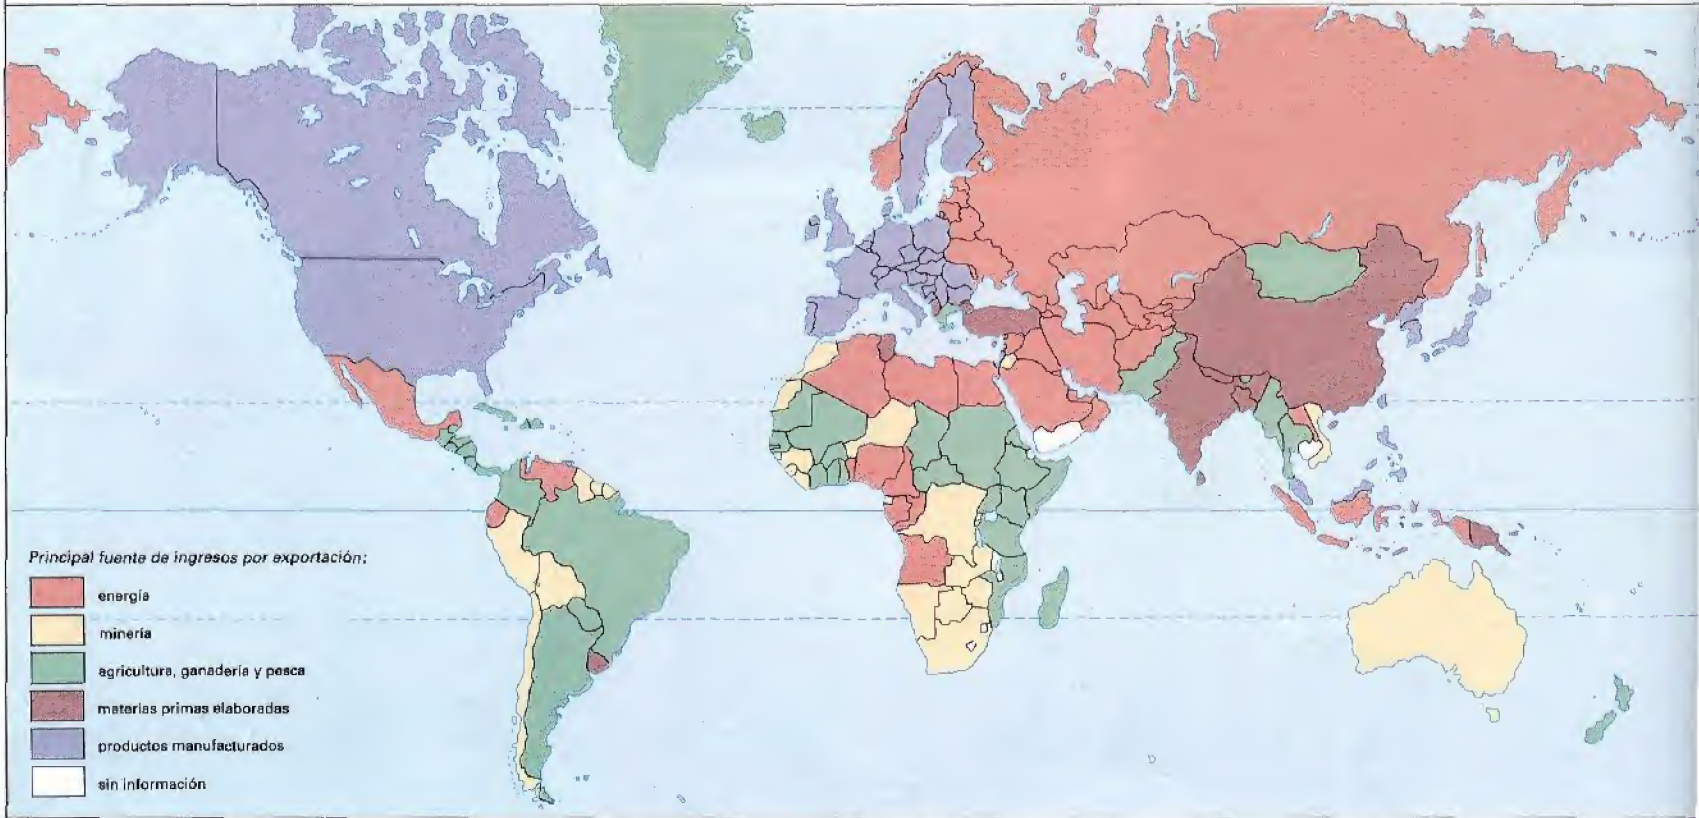 Principal fuente de ingresos por exportación:
energía
minería
agricultura, ganadería y pesca
materias primas elaboradas
productos manufacturados
sin información